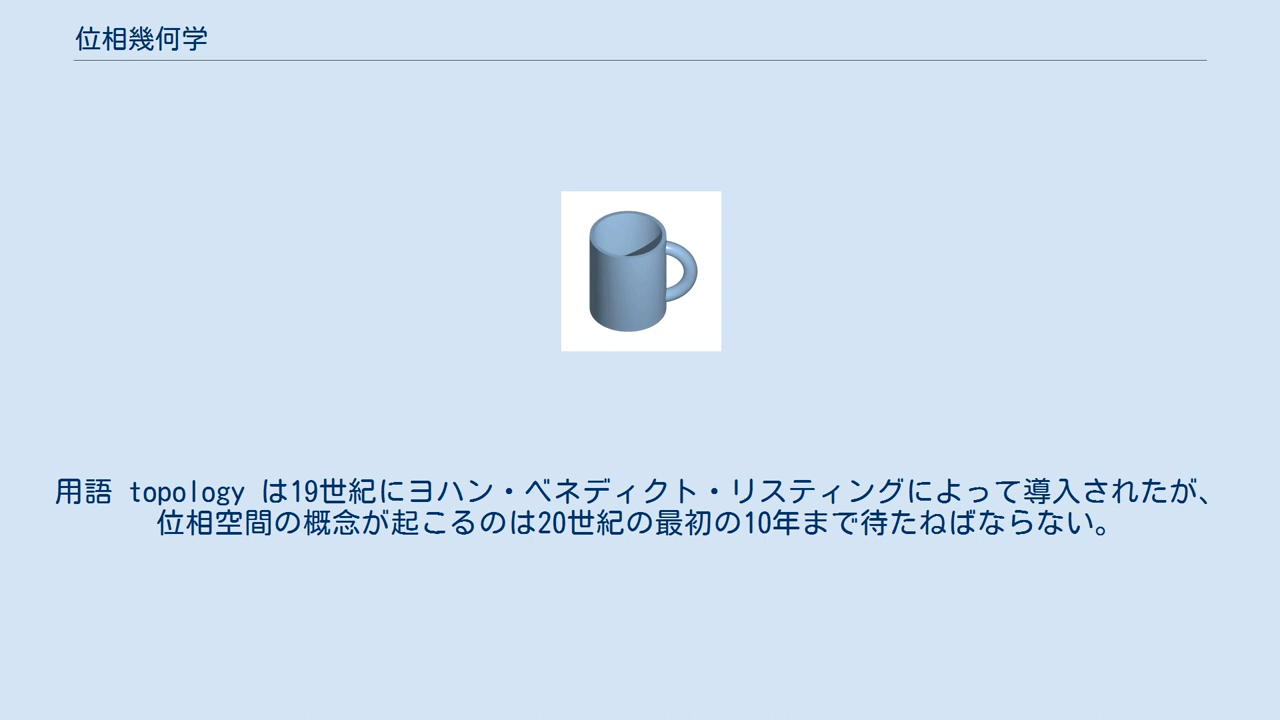 位相幾何学
用語 topology は19世紀にヨハン・ベネディクト・リスティングによって導入されたが、
位相空間の概念が起こるのは20世紀の最初の10年まで待たねばならない。